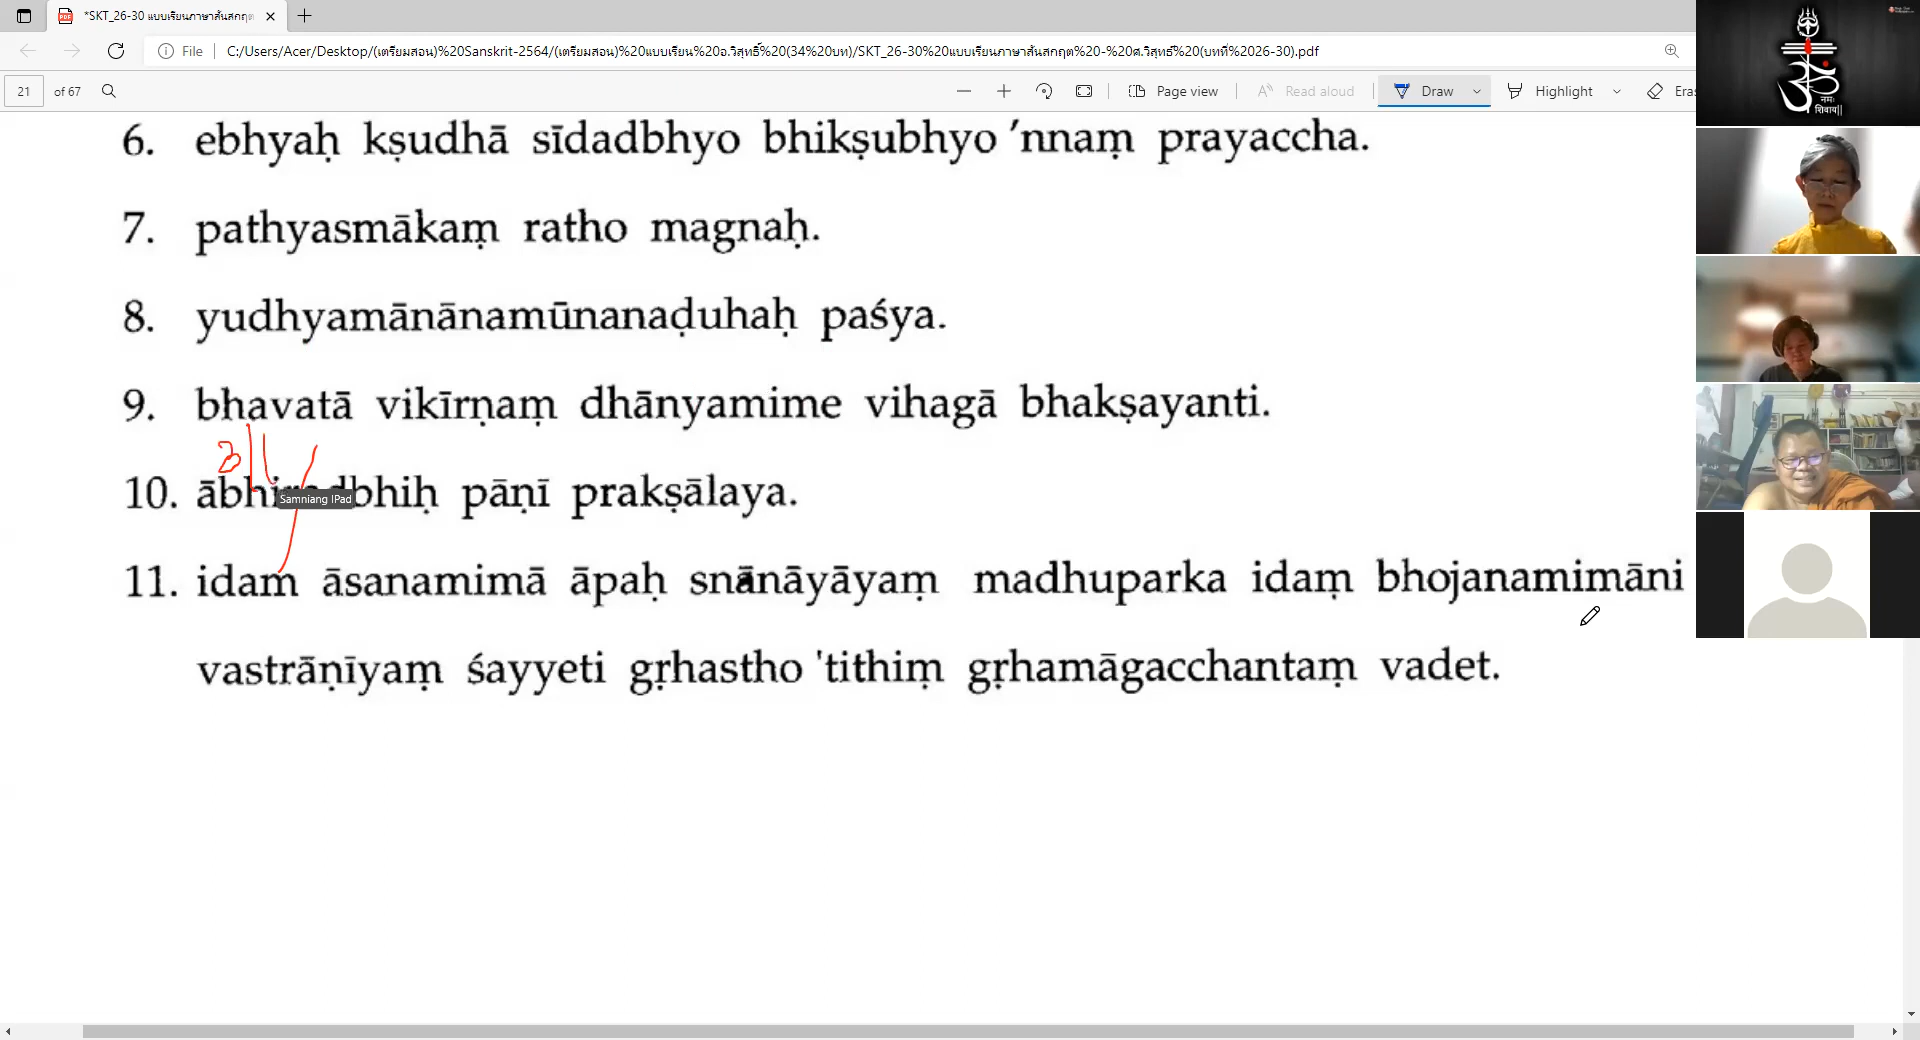 *SKT_26-30 แบบเรียนภาษาสันสกฤต
File C:/Users/Acer/Desktop/(เตรียมสอน)%20Sanskrit-2564/(เตรียมสอน)%20แบบเรียน%20อ.วิสุทธิ์%20(34%20บท)/SKT_26-30%20แบบเรียนภาษาสันสกฤต%20-%20ศ.วิสุทธ์%20(บทที่%2026-30).pdf
21 of 67 Page view Read aloud Draw Highlight Eras
6. ebhyaḥ kṣudhā sīdadbhyo bhikṣubhyo 'nnaṃ prayaccha.
7. pathyasmākaṃ ratho magnaḥ.
8. yudhyamānānamūnanaḍuhaḥ paśya.
9. bhavatā vikīrṇaṃ dhānyamime vihagā bhakṣayanti.
10. pāṇī prakṣālaya.
Samniang IPad
11. idam āsanamimā āpaḥ snānāyāyaṃ madhuparka idaṃ bhojanamimāni
vastrāṇīyaṃ śayyeti gṛhastho 'tithiṃ gṛhamāgacchantaṃ vadet.
नमः
शिवाय||